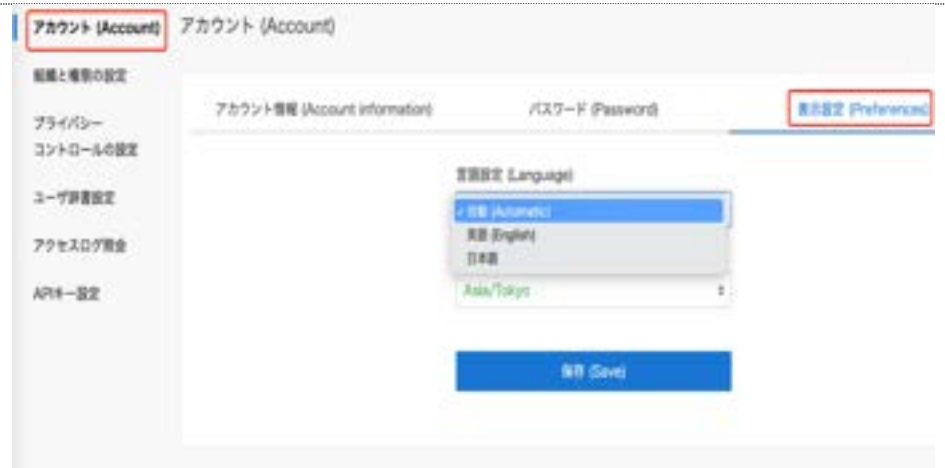 アカウント (Account)
組織と権限の設定
プライバシー
コントロールの設定
ユーザ辞書設定
アクセスログ照会
APIキー設定
アカウント (Account)
アカウント情報 (Account information)
パスワード (Password)
表示設定 (Preferences)
言語設定 (Language)
✓ 自動 (Automatic)
英語 (English)
日本語
Asia/Tokyo
保存 (Save)